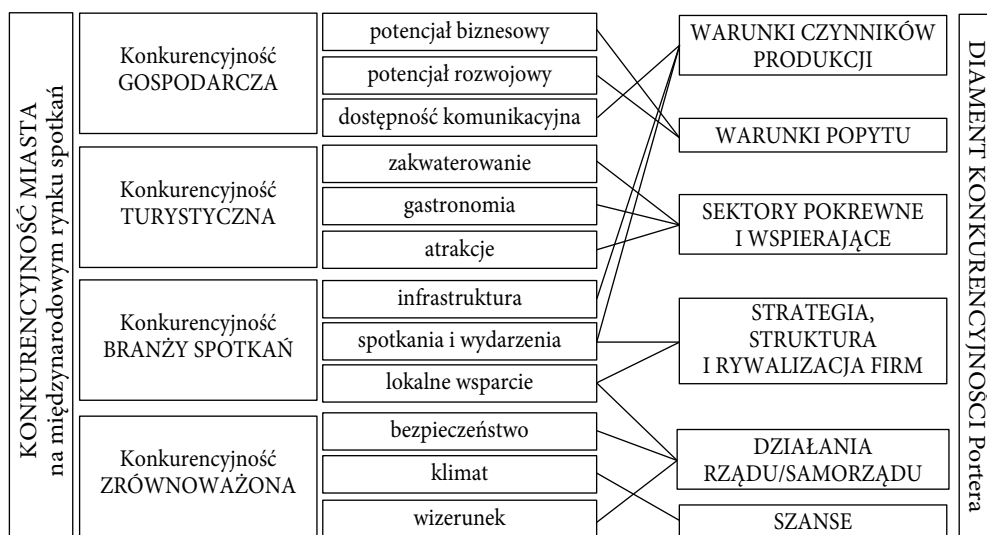 KONKURENCYJNOŚĆ MIASTA
na międzynarodowym rynku spotkań
Konkurencyjność
GOSPODARCZA
potencjał biznesowy
potencjał rozwojowy
dostępność komunikacyjna
Konkurencyjność
TURYSTYCZNA
zakwaterowanie
gastronomia
atrakcje
Konkurencyjność
BRANŻY SPOTKAŃ
infrastruktura
spotkania i wydarzenia
lokalne wsparcie
Konkurencyjność
ZRÓWNOWAŻONA
bezpieczeństwo
klimat
wizerunek
WARUNKI CZYNNIKÓW
PRODUKCJI
WARUNKI POPYTU
SEKTORY POKREWNE
I WSPIERAJĄCE
STRATEGIA,
STRUKTURA
I RYWALIZACJA FIRM
DZIAŁANIA
RZĄDU/SAMORZĄDU
SZANSE
DIAMENT KONKURENCYJNOŚCI Portera